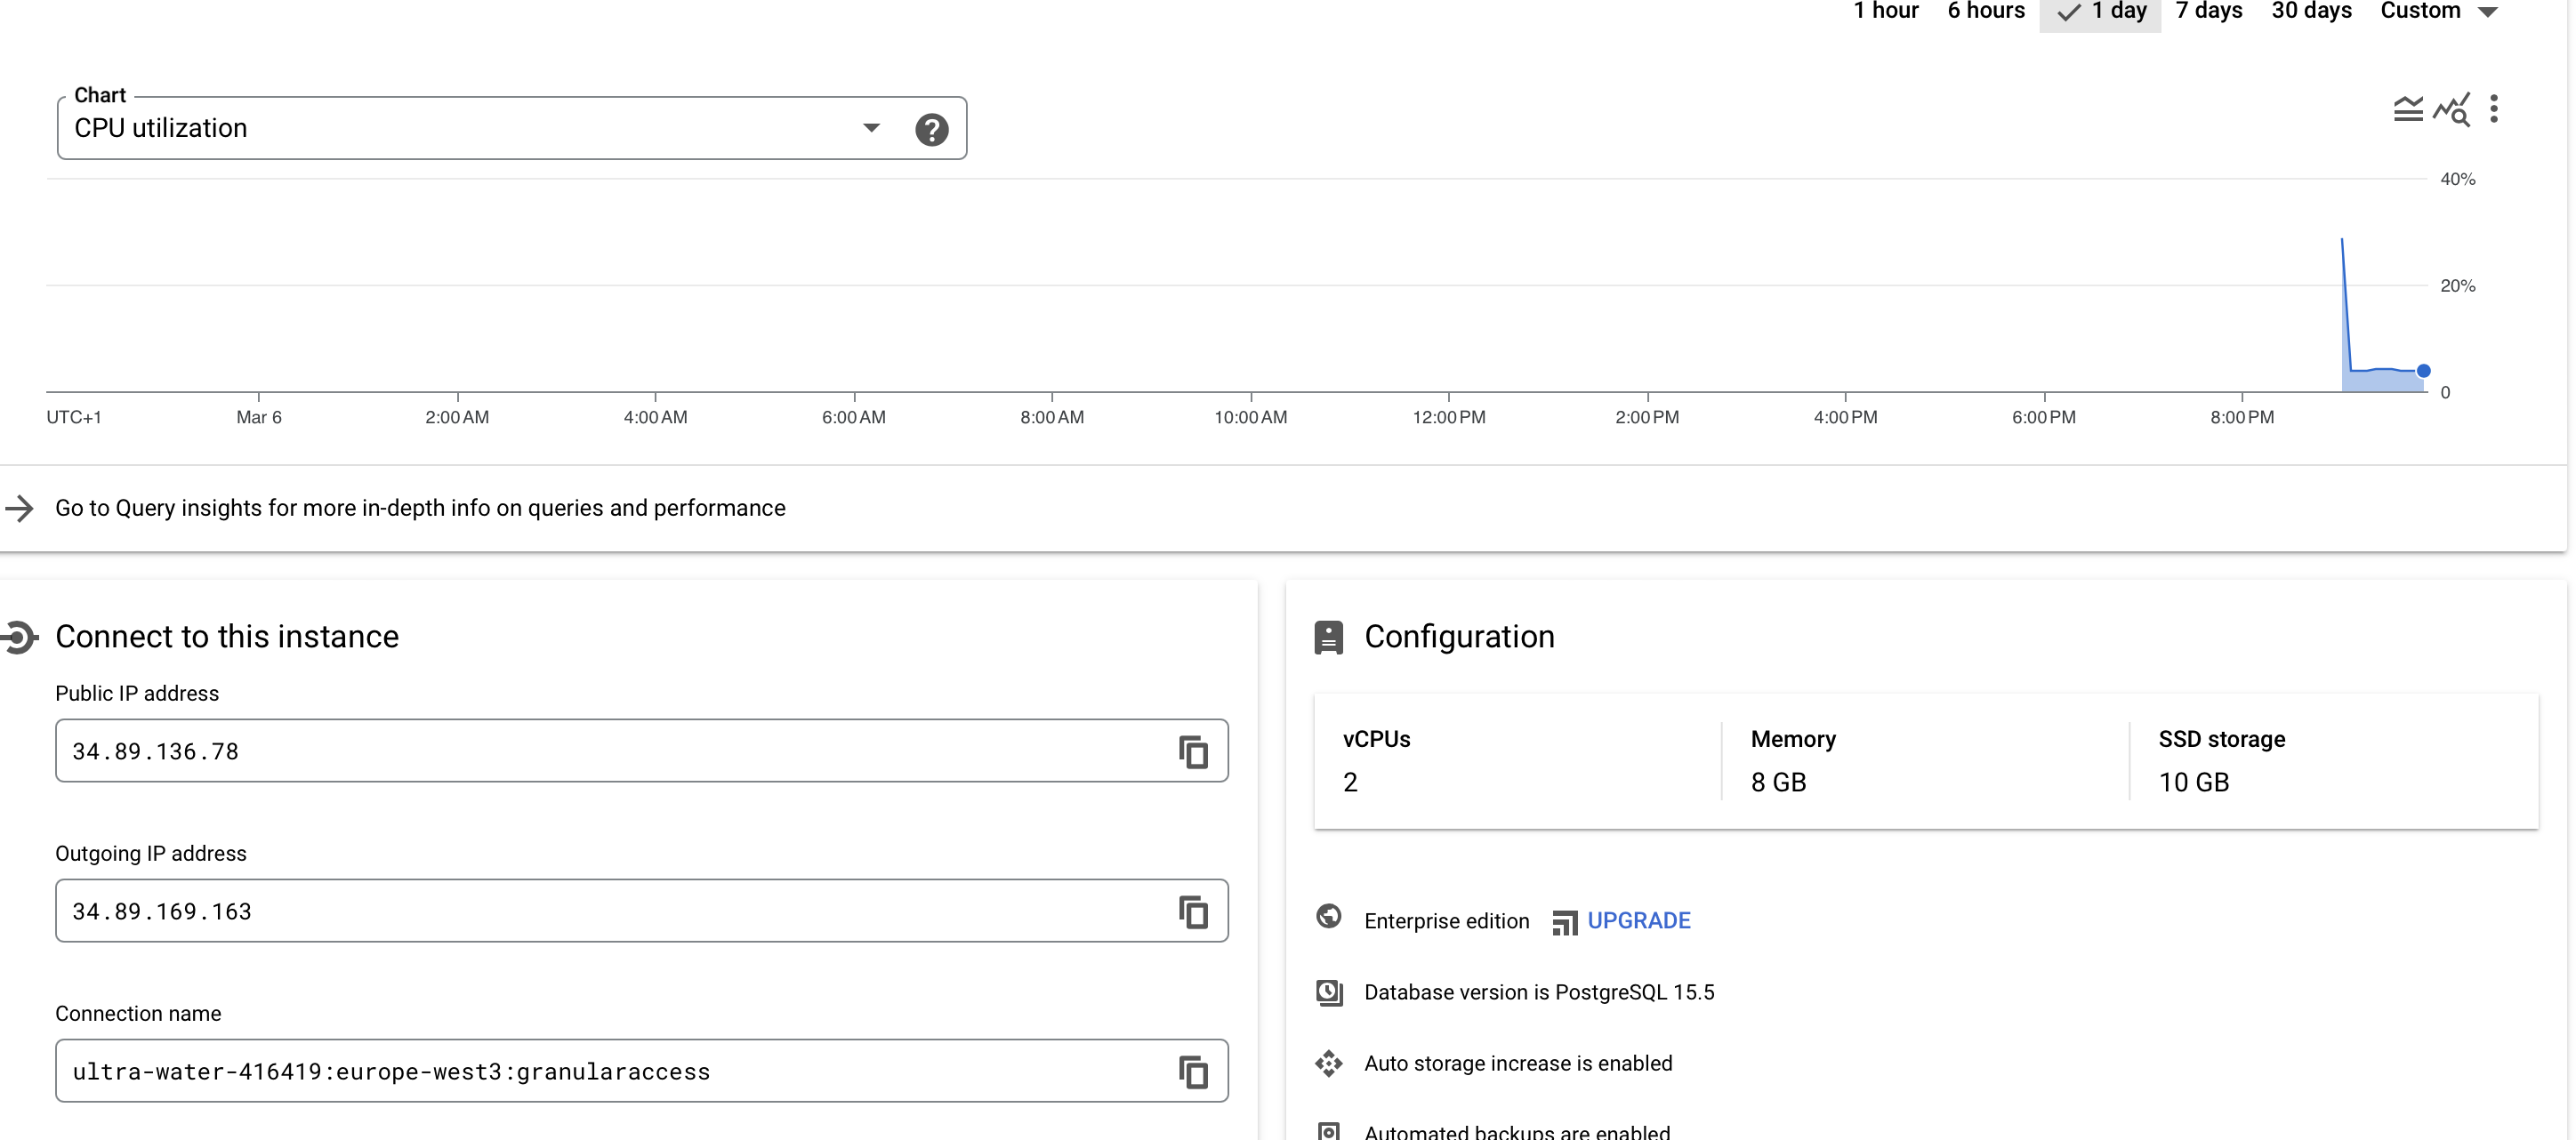 1 hour 6 hours 1 day 7 days 30 days Custom
Chart
CPU utilization
40%
20%
0
UTC+1 Mar 6 2:00 AM 4:00 AM 6:00 AM 8:00 AM 10:00 AM 12:00 PM 2:00 PM 4:00 PM 6:00 PM 8:00 PM
Go to Query insights for more in-depth info on queries and performance
Connect to this instance
Public IP address
34.89.136.78
Outgoing IP address
34.89.169.163
Connection name
ultra-water-416419:europe-west3:granularaccess
Configuration
vCPUs
2
Memory
8 GB
SSD storage
10 GB
Enterprise edition UPGRADE
Database version is PostgreSQL 15.5
Auto storage increase is enabled
Automated backups are enabled